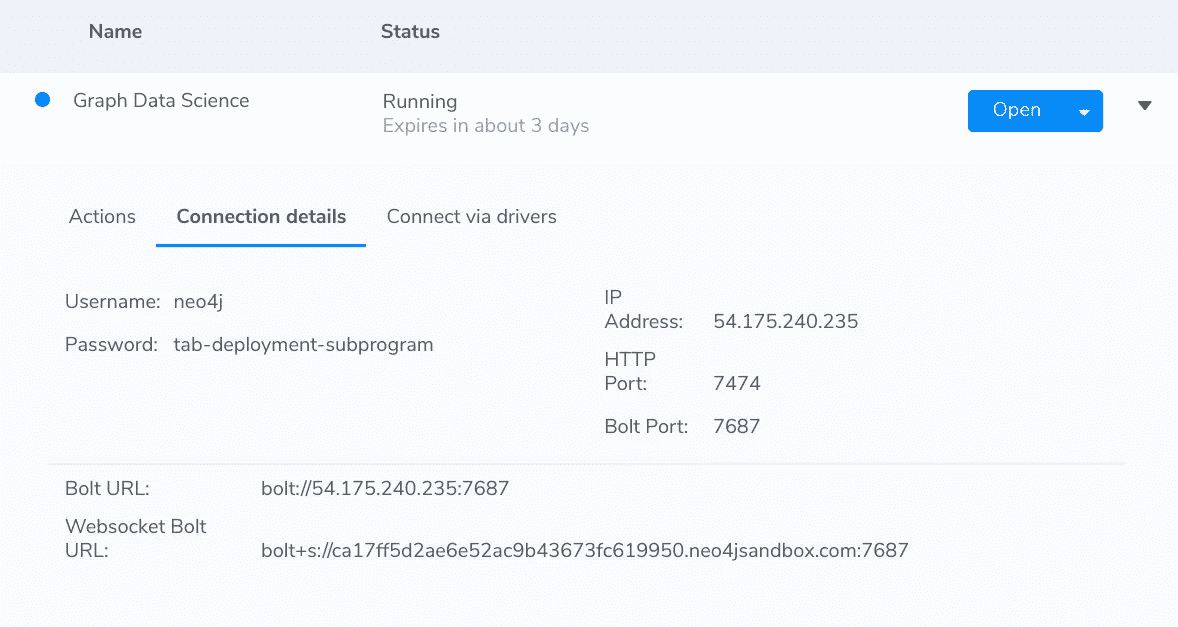 Name Status
Graph Data Science Running
Expires in about 3 days
Open
Actions Connection details Connect via drivers
Username: neo4j
Password: tab-deployment-subprogram
IP
Address: 54.175.240.235
HTTP
Port: 7474
Bolt Port: 7687
Bolt URL: bolt://54.175.240.235:7687
Websocket Bolt
URL: bolt+s://ca17ff5d2ae6e52ac9b43673fc619950.neo4jsandbox.com:7687